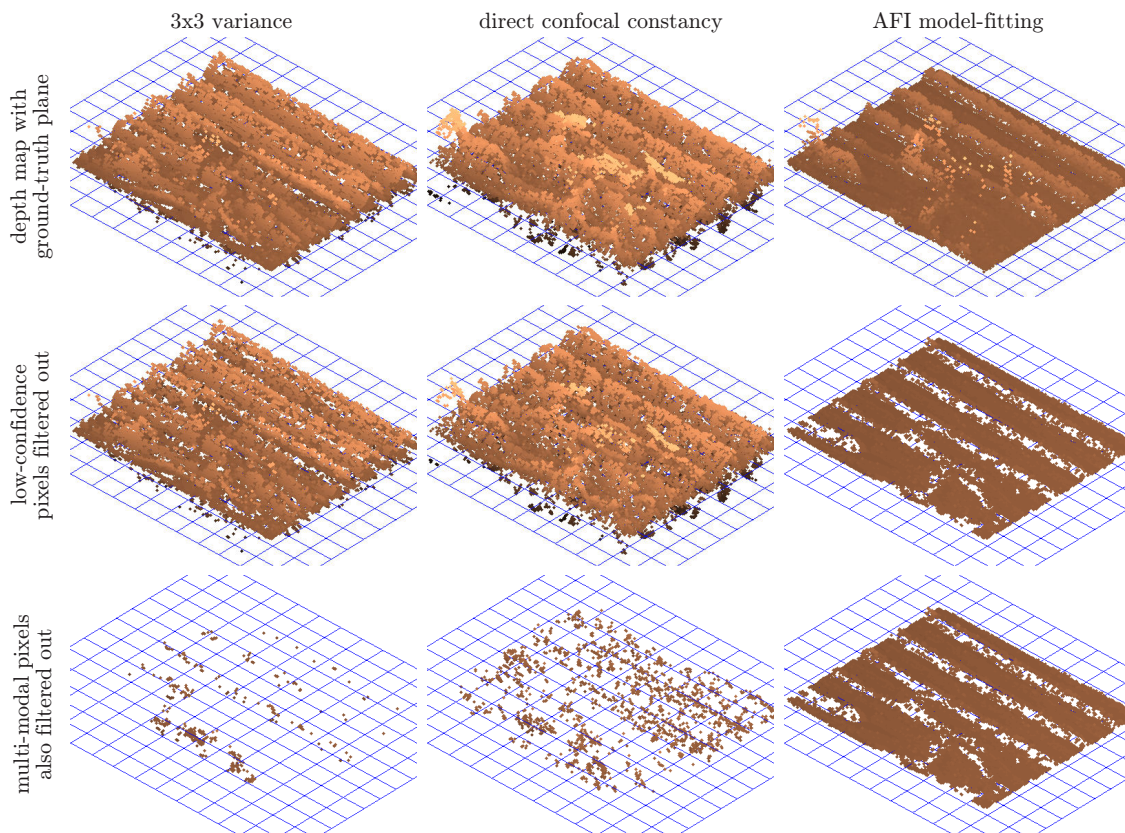 3x3 variance
direct confocal constancy
AFI model-fitting
depth map with
ground-truth plane
low-confidence
pixels filtered out
multi-modal pixels
also filtered out